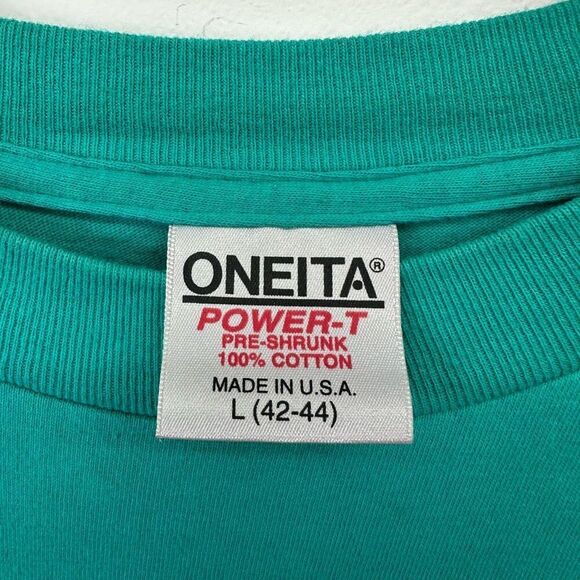 ONEITA®
POWER-T
PRE-SHRUNK
100% COTTON
MADE IN U.S.A.
L (42-44)